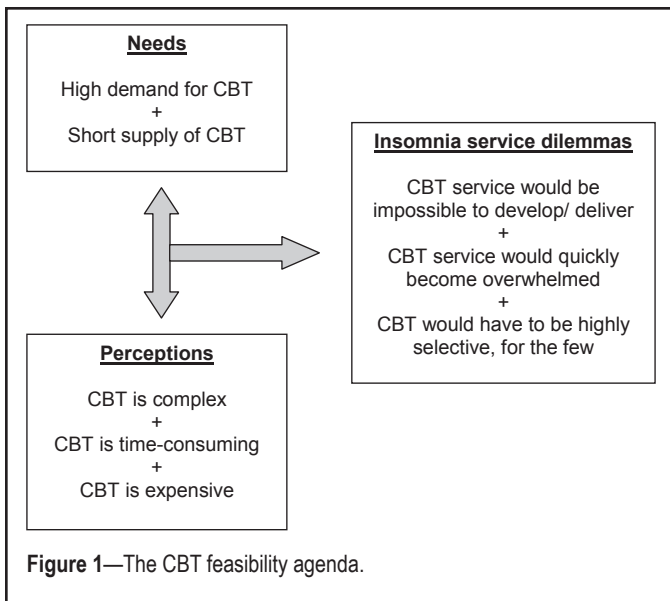 Needs
High demand for CBT
+
Short supply of CBT
Insomnia service dilemmas
CBT service would be
impossible to develop/ deliver
+
CBT service would quickly
become overwhelmed
+
CBT would have to be highly
selective, for the few
Perceptions
CBT is complex
+
CBT is time-consuming
+
CBT is expensive
Figure 1—The CBT feasibility agenda.